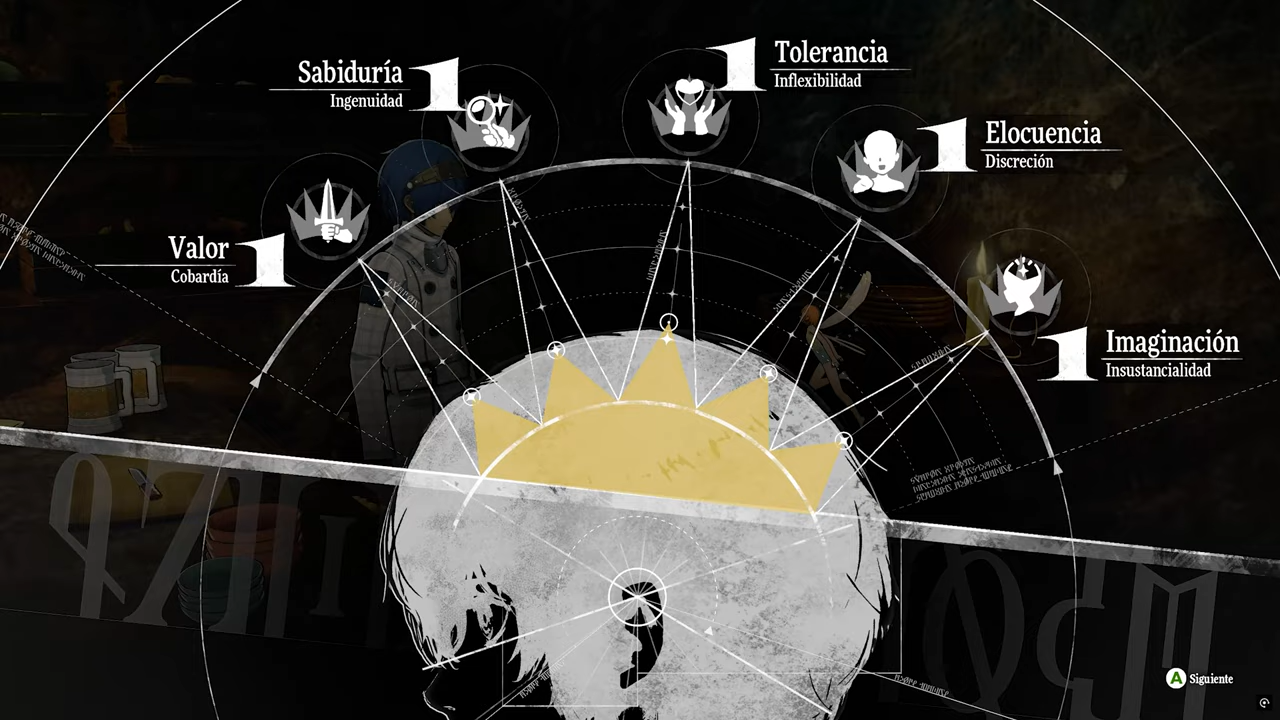 Sabiduría
Ingenuidad
1
1
Tolerancia
Inflexibilidad
1
Elocuencia
Discreción
Valor
Cobardía
1
1
Imaginación
Insustancialidad
A Siguiente